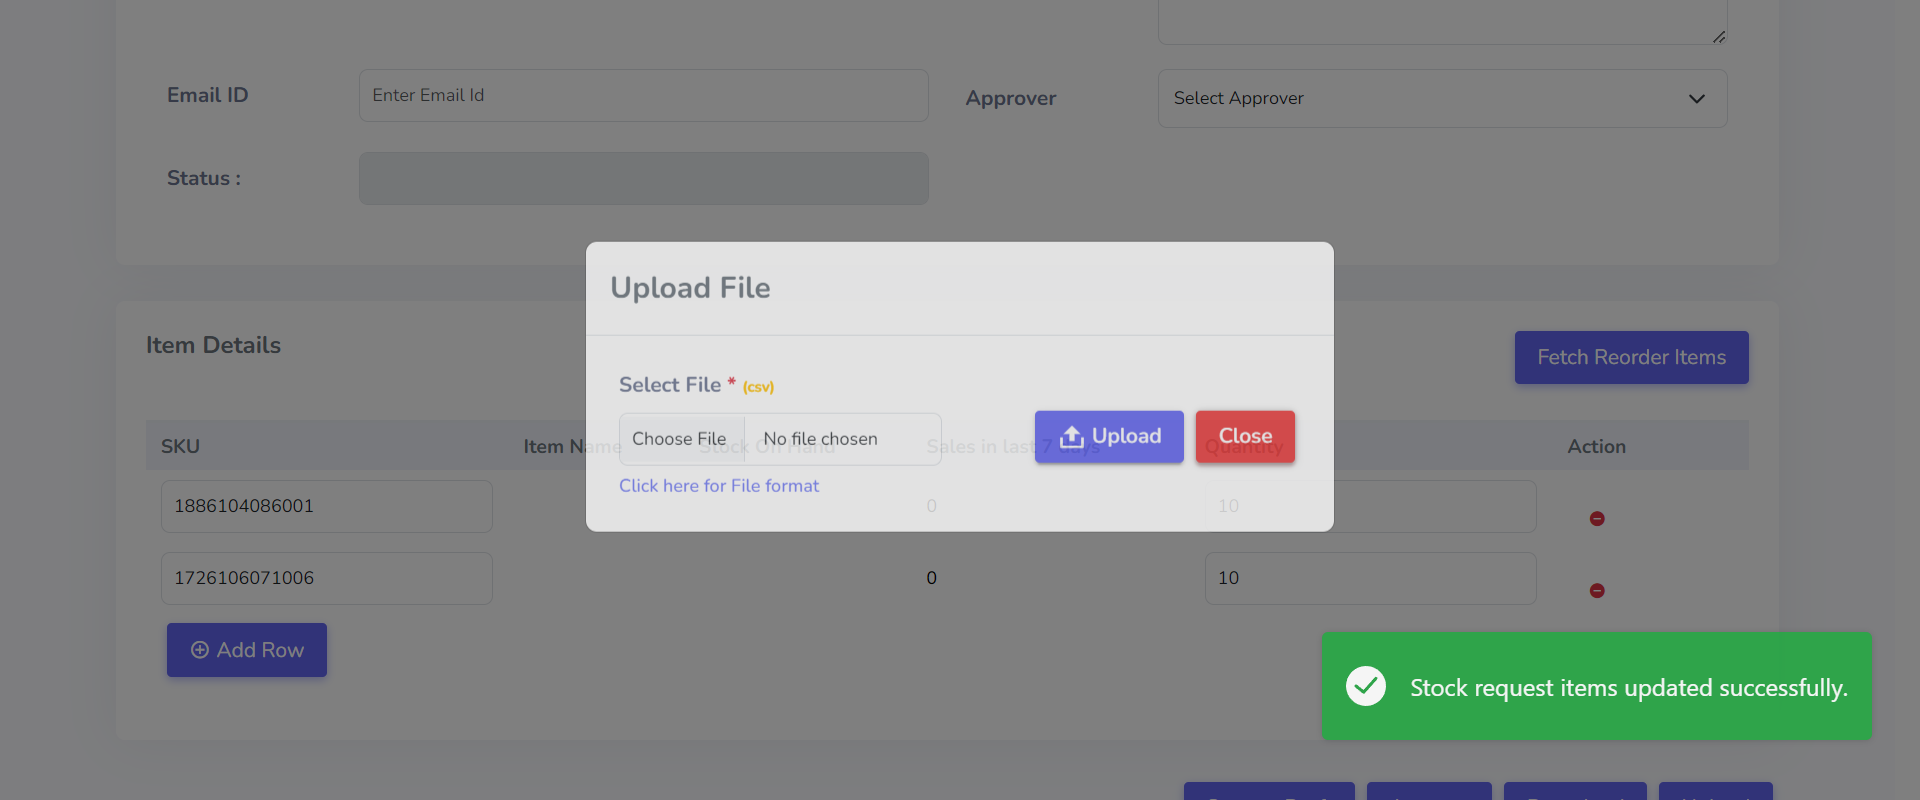 Email ID
Enter Email Id
Approver
Select Approver
Status :
Upload File
Item Details
Fetch Reorder Items
Select File * (csv)
Choose File
No file chosen
Upload
Close
Click here for File format
SKU
Item Name
Stock On Hand
Sales in last 7 days
Quantity
Action
1886104086001
0
10
1726106071006
0
10
Add Row
Stock request items updated successfully.